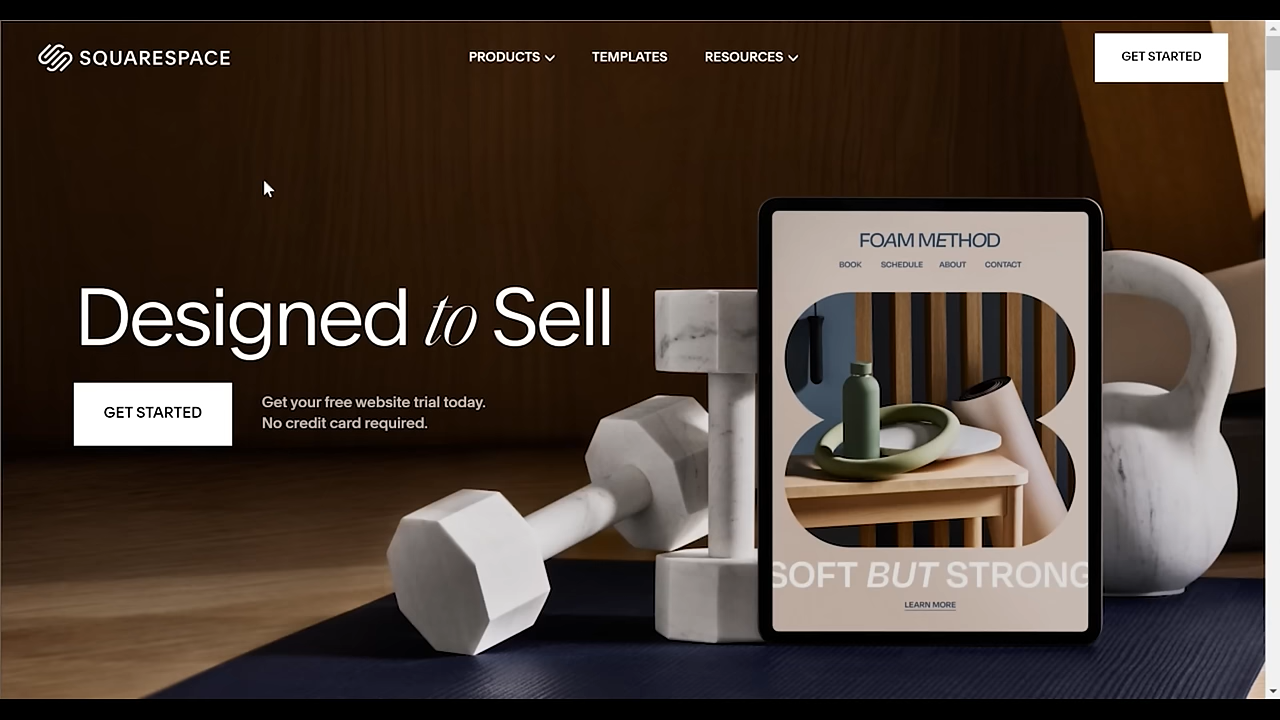 SQUARESPACE
PRODUCTS
TEMPLATES
RESOURCES
GET STARTED
Designed to Sell
GET STARTED
Get your free website trial today.
No credit card required.
FOAM METHOD
BOOK SCHEDULE ABOUT CONTACT
SOFT BUT STRONG
LEARN MORE